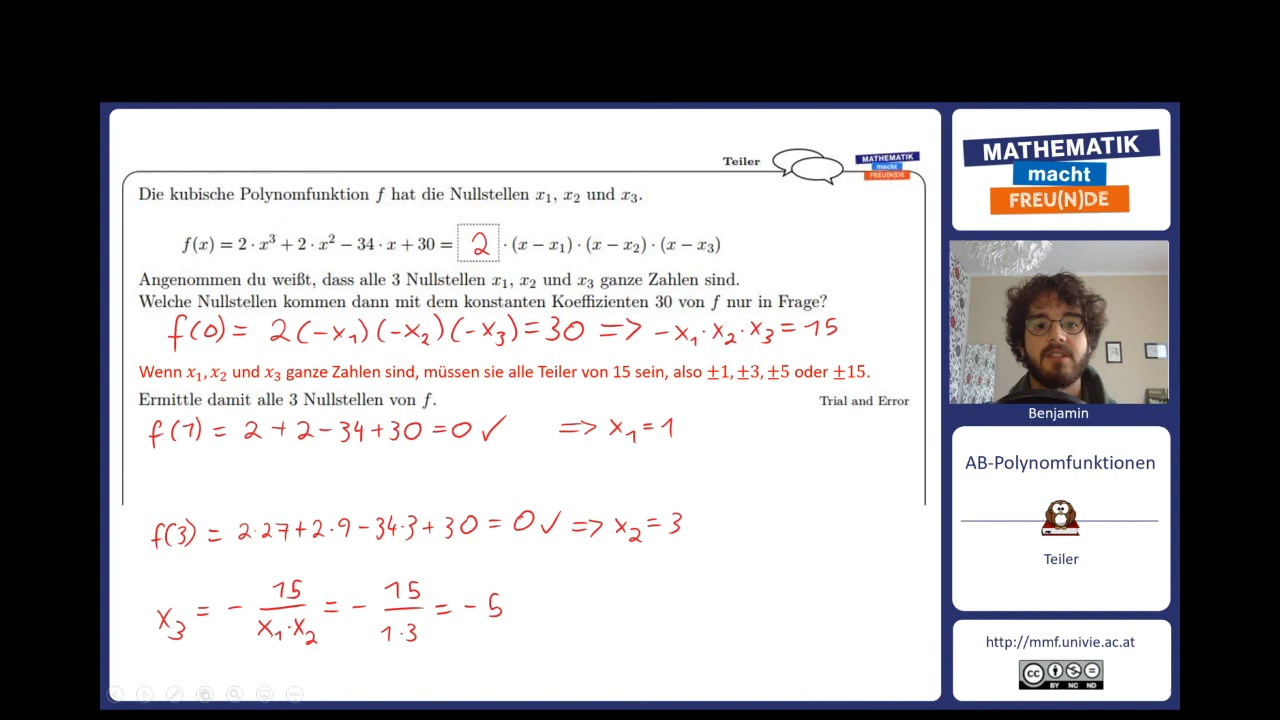 Teiler
MATHEMATIK
macht
FREU(N)DE
Die kubische Polynomfunktion f hat die Nullstellen x₁, x₂ und x₃.
f(x) = 2 · x³ + 2 · x² − 34 · x + 30 = 2 · (x − x₁) · (x − x₂) · (x − x₃)
Angenommen du weißt, dass alle 3 Nullstellen x₁, x₂ und x₃ ganze Zahlen sind.
Welche Nullstellen kommen dann mit dem konstanten Koeffizienten 30 von f nur in Frage?
f(0) = 2(−x₁)(−x₂)(−x₃) = 30 => −x₁·x₂·x₃ = 15
Wenn x₁, x₂ und x₃ ganze Zahlen sind, müssen sie alle Teiler von 15 sein, also ±1, ±3, ±5 oder ±15.
Ermittle damit alle 3 Nullstellen von f.
Trial and Error
f(1) = 2 + 2 − 34 + 30 = 0 ✓ => x₁ = 1
f(3) = 2·27 + 2·9 − 34·3 + 30 = 0 ✓ => x₂ = 3
x₃ = − 15/(x₁·x₂) = − 15/(1·3) = − 5
MATHEMATIK
macht
FREU(N)DE
Benjamin
AB-Polynomfunktionen
Teiler
http://mmf.univie.ac.at
CC
BY NC ND